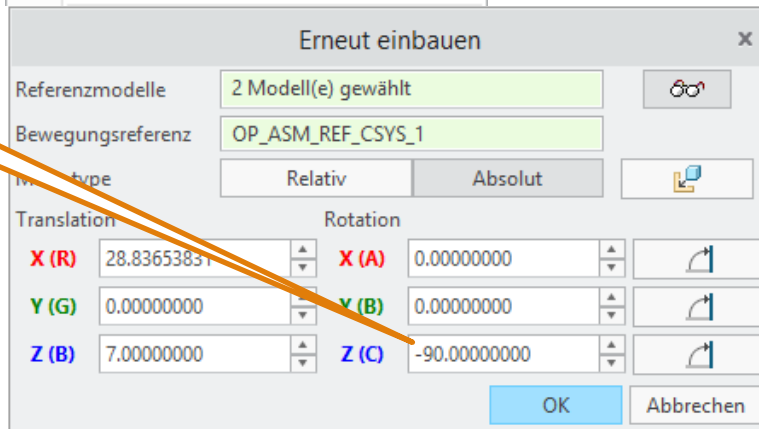 Erneut einbauen x
Referenzmodelle 2 Modell(e) gewählt
Bewegungsreferenz OP_ASM_REF_CSYS_1
Relativ Absolut
Translation Rotation
X (R) 28.83653831 X (A) 0.00000000
Y (G) 0.00000000 Y (B) 0.00000000
Z (B) 7.00000000 Z (C) -90.00000000
OK Abbrechen